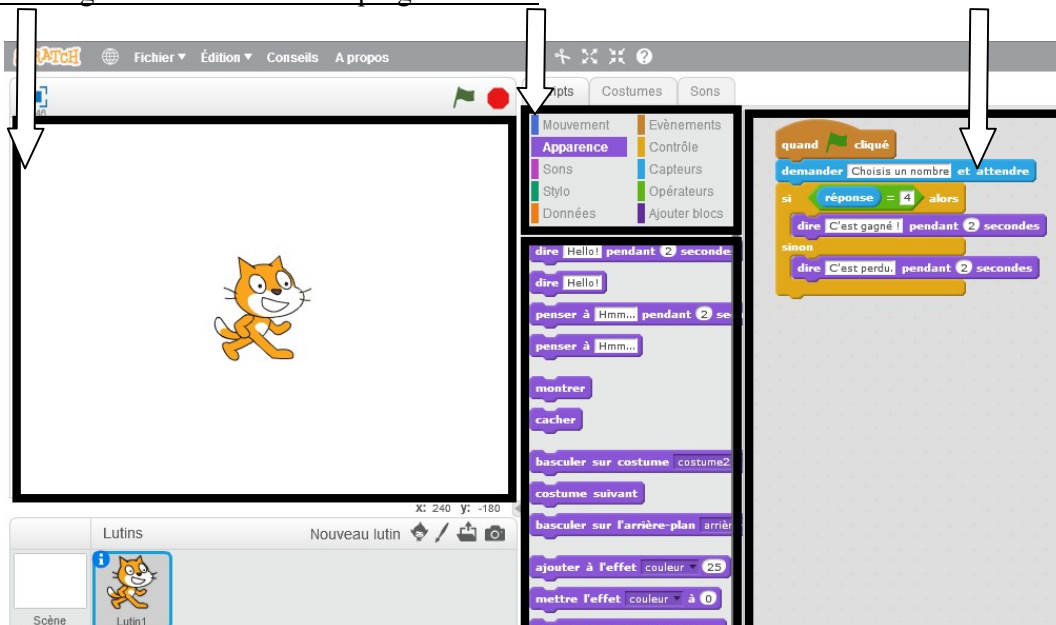 Fichier Édition Conseils A propos
Costumes Sons
Mouvement Evènements
Apparence Contrôle
Sons Capteurs
Stylo Opérateurs
Données Ajouter blocs
dire Hello! pendant 2
dire Hello!
penser à Hmm... pendant 2
penser à Hmm...
montrer
cacher
basculer sur costume costume2
costume suivant
basculer sur l'arrière-plan
ajouter à l'effet couleur 25
mettre l'effet couleur à 0
quand cliqué
demander Choisis un nombre et attendre
si réponse = 4 alors
dire C'est gagné ! pendant 2 secondes
sinon
dire C'est perdu. pendant 2 secondes
X: 240 y: -180
Lutins Nouveau lutin
Scène Lutin1